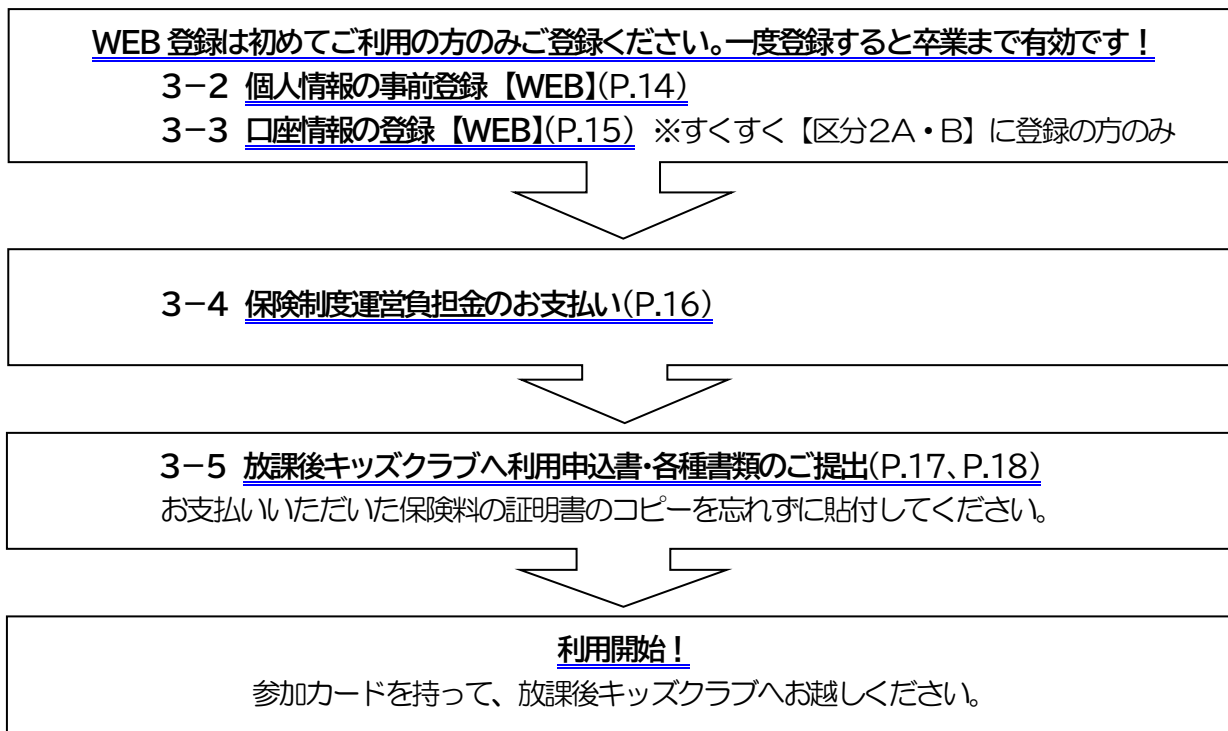 WEB 登録は初めてご利用の方のみご登録ください。一度登録すると卒業まで有効です！
3－2 個人情報の事前登録【WEB】(P.14)
3－3 口座情報の登録【WEB】(P.15) ※すくすく【区分2A・B】に登録の方のみ
3－4 保険制度運営負担金のお支払い(P.16)
3－5 放課後キッズクラブへ利用申込書・各種書類のご提出(P.17、P.18)
お支払いいただいた保険料の証明書のコピーを忘れずに貼付してください。
利用開始！
参加カードを持って、放課後キッズクラブへお越しください。